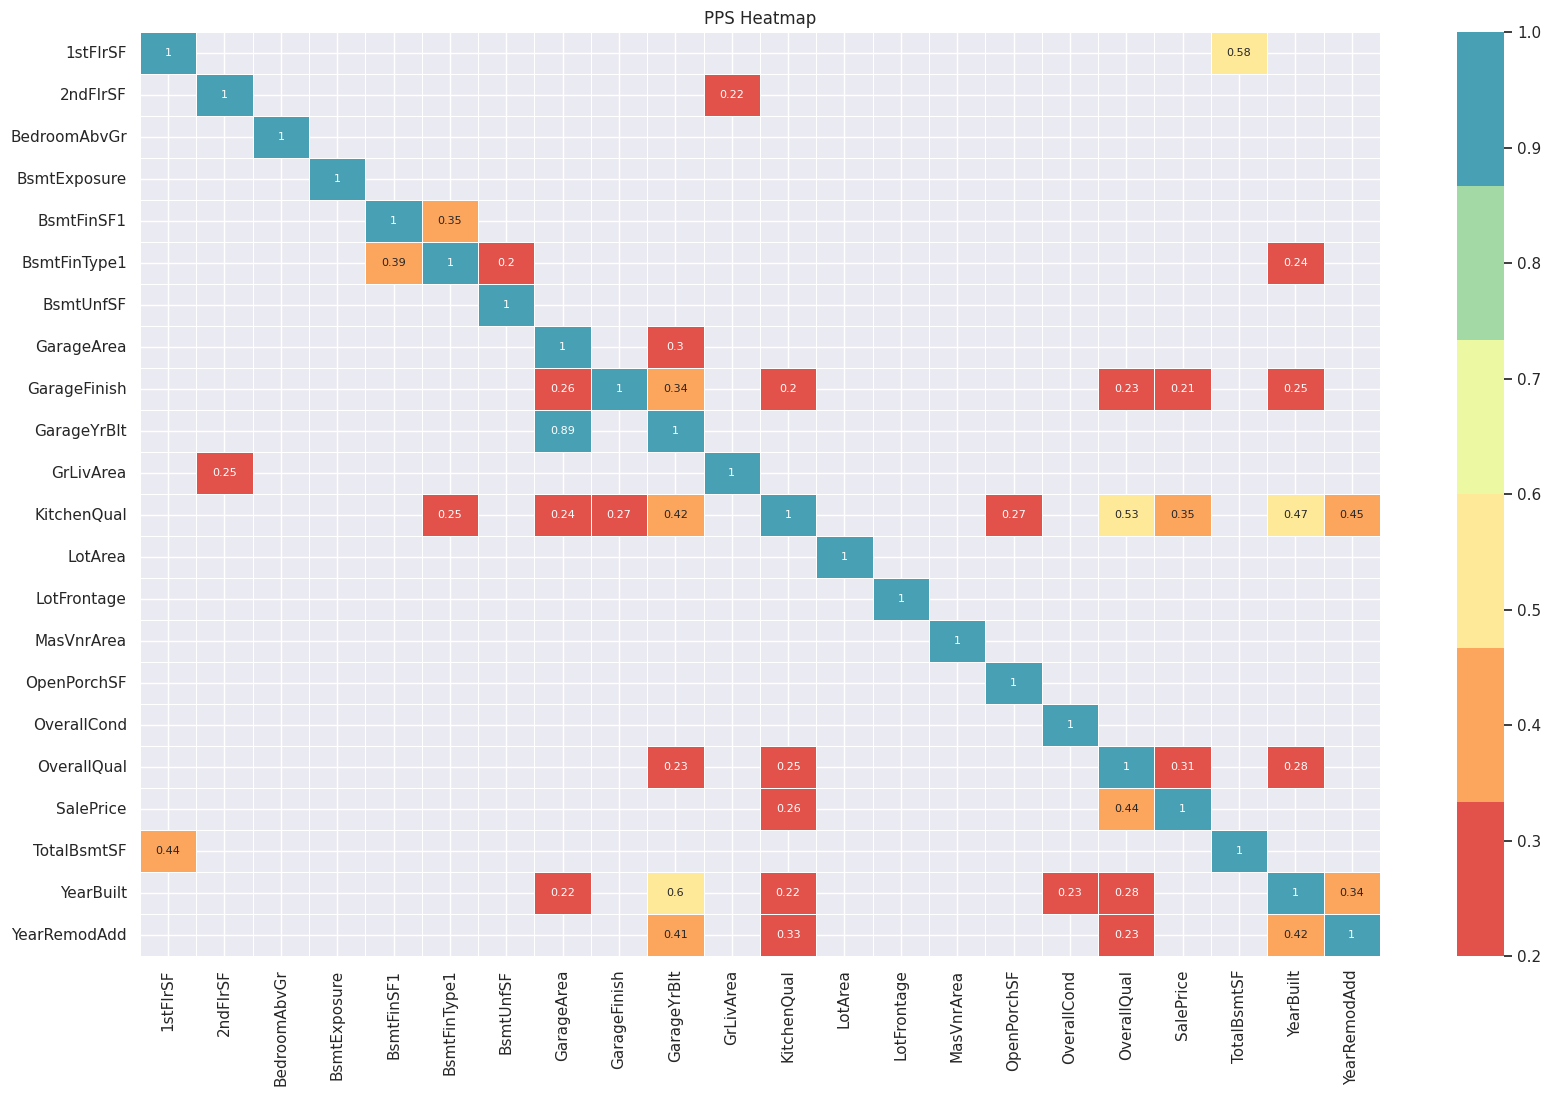 PPS Heatmap
1stFlrSF 1 0.58
2ndFlrSF 1 0.22
BedroomAbvGr 1
BsmtExposure 1
BsmtFinSF1 1 0.35
BsmtFinType1 0.39 1 0.2 0.24
BsmtUnfSF 1
GarageArea 1 0.3
GarageFinish 0.26 1 0.34 0.2 0.23 0.21 0.25
GarageYrBlt 0.89 1
GrLivArea 0.25 1
KitchenQual 0.25 0.24 0.27 0.42 1 0.27 0.53 0.35 0.47 0.45
LotArea 1
LotFrontage 1
MasVnrArea 1
OpenPorchSF 1
OverallCond 1
OverallQual 0.23 0.25 1 0.31 0.28
SalePrice 0.26 0.44 1
TotalBsmtSF 0.44 1
YearBuilt 0.22 0.6 0.22 0.23 0.28 1 0.34
YearRemodAdd 0.41 0.33 0.23 0.42 1
1stFlrSF
2ndFlrSF
BedroomAbvGr
BsmtExposure
BsmtFinSF1
BsmtFinType1
BsmtUnfSF
GarageArea
GarageFinish
GarageYrBlt
GrLivArea
KitchenQual
LotArea
LotFrontage
MasVnrArea
OpenPorchSF
OverallCond
OverallQual
SalePrice
TotalBsmtSF
YearBuilt
YearRemodAdd
1.0
0.9
0.8
0.7
0.6
0.5
0.4
0.3
0.2